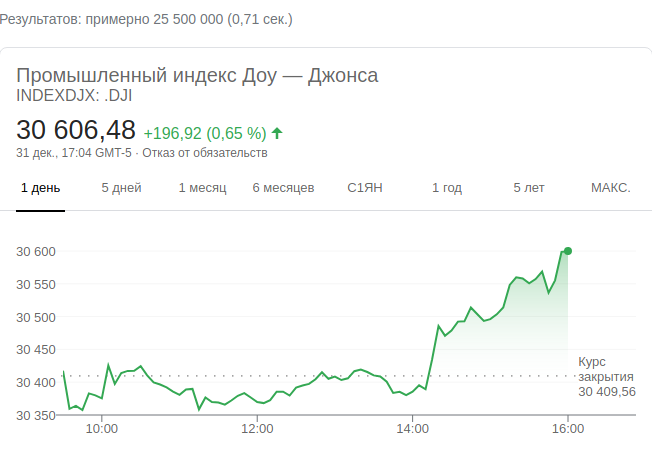 Результатов: примерно 25 500 000 (0,71 сек.)
Промышленный индекс Доу — Джонса
INDEXDJX: .DJI
30 606,48 +196,92 (0,65 %)
31 дек., 17:04 GMT-5 · Отказ от обязательств
1 день 5 дней 1 месяц 6 месяцев С1ЯН 1 год 5 лет МАКС.
30 600
30 550
30 500
30 450
30 400
30 350
Курс
закрытия
30 409,56
10:00 12:00 14:00 16:00